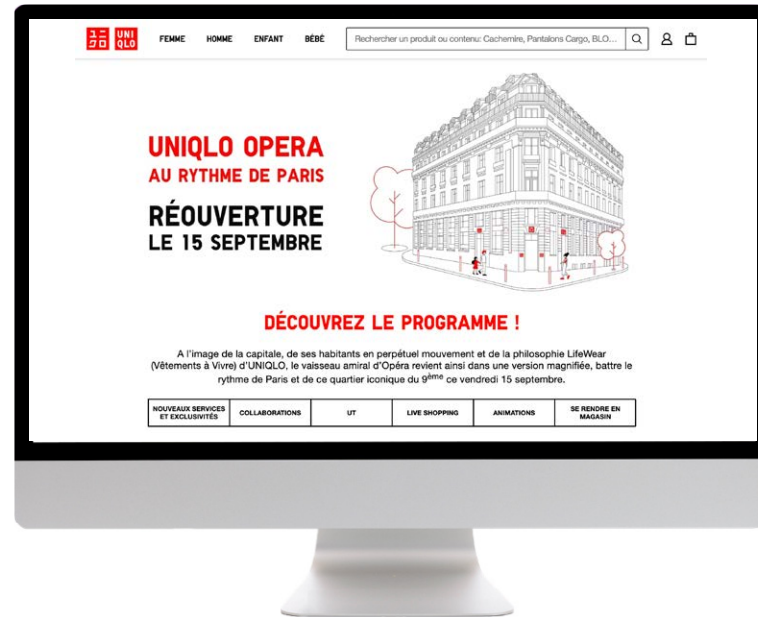 ユニ
クロ
UNI
QLO
FEMME
HOMME
ENFANT
BÉBÉ
Rechercher un produit ou contenu: Cachemire, Pantalons Cargo, BLO...
UNIQLO OPERA
AU RYTHME DE PARIS
RÉOUVERTURE
LE 15 SEPTEMBRE
DÉCOUVREZ LE PROGRAMME !
A l'image de la capitale, de ses habitants en perpétuel mouvement et de la philosophie LifeWear
(Vêtements à Vivre) d'UNIQLO, le vaisseau amiral d'Opéra revient ainsi dans une version magnifiée, battre le
rythme de Paris et de ce quartier iconique du 9ème ce vendredi 15 septembre.
NOUVEAUX SERVICES
ET EXCLUSIVITÉS
COLLABORATIONS
UT
LIVE SHOPPING
ANIMATIONS
SE RENDRE EN
MAGASIN